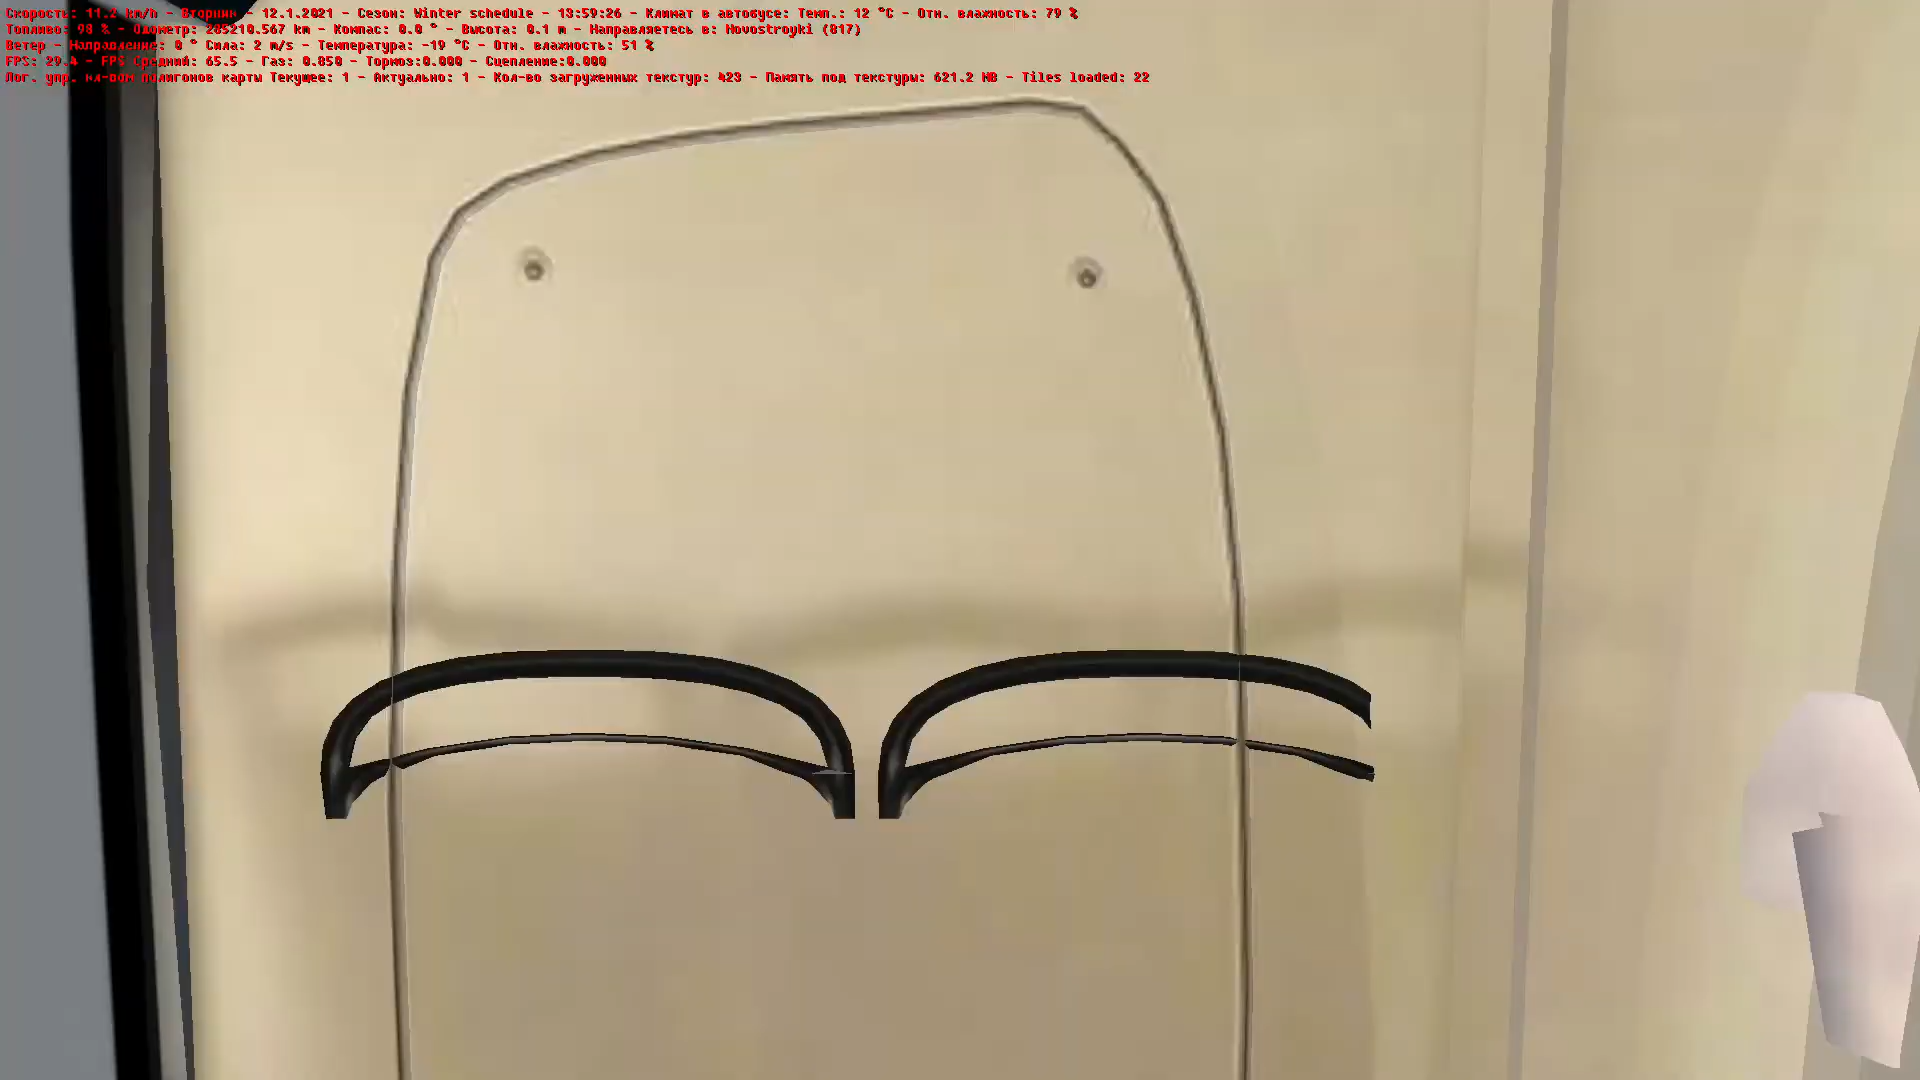 Скорость: 11.2 km/h - Вторник - 12.1.2021 - Сезон: Winter schedule - 13:59:26 - Климат в автобусе: Темп.: 12 °C - Отн. влажность: 79 %
Топливо: 98 % - Одометр: 285210.567 km - Компас: 0.0 ° - Высота: 0.1 m - Направляетесь в: Novostroyki (817)
Ветер - Направление: 0 ° Сила: 2 m/s - Температура: -19 °C - Отн. влажность: 51 %
FPS: 29.4 - FPS Средний: 65.5 - Газ: 0.850 - Тормоз:0.000 - Сцепление:0.000
Лог. упр. кл-вом полигонов карты Текущее: 1 - Актуально: 1 - Кол-во загруженных текстур: 423 - Память под текстуры: 621.2 MB - Tiles loaded: 22